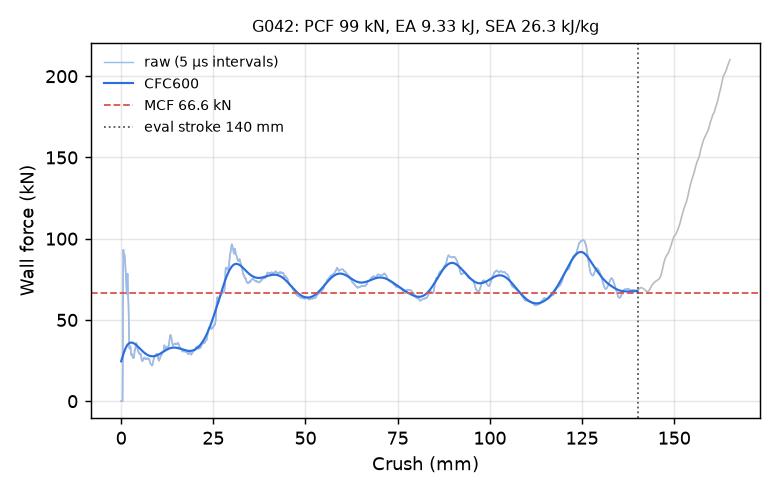 G042: PCF 99 kN, EA 9.33 kJ, SEA 26.3 kJ/kg
raw (5 µs intervals)
CFC600
MCF 66.6 kN
eval stroke 140 mm
Wall force (kN)
200
150
100
50
0
0 25 50 75 100 125 150
Crush (mm)